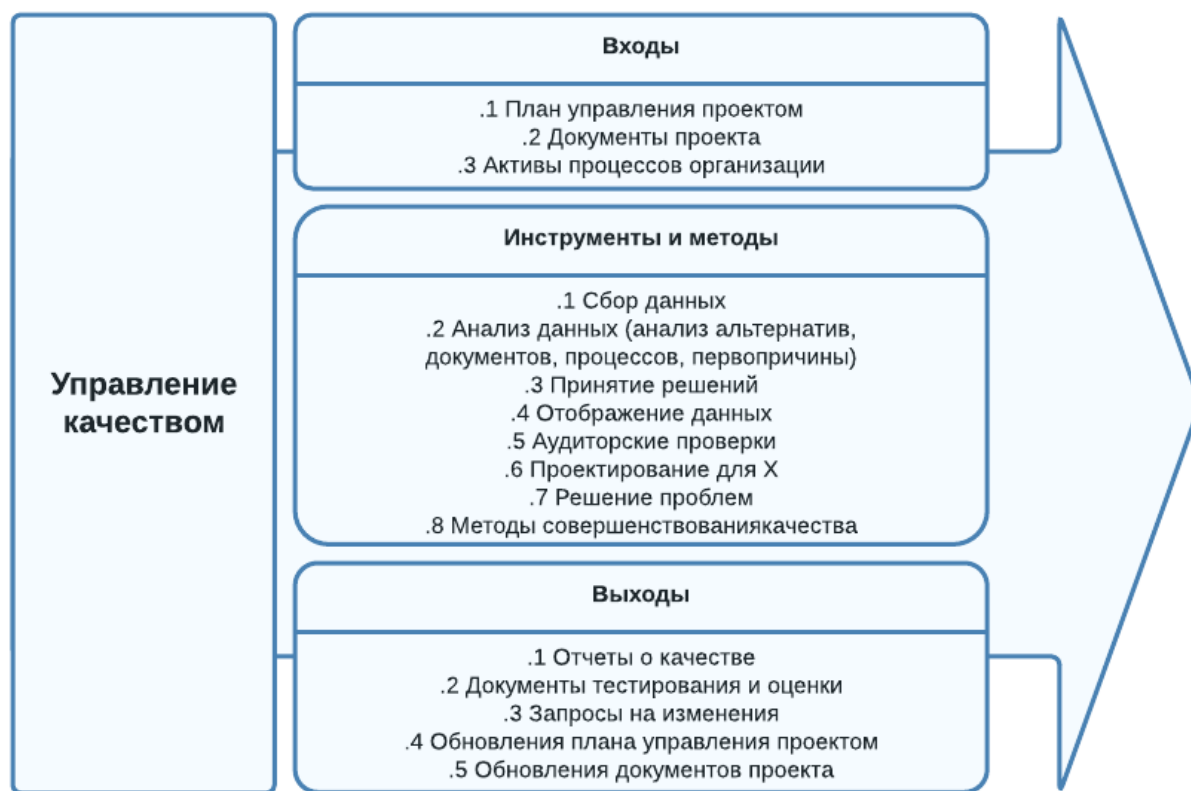 Управление
качеством
Входы
.1 План управления проектом
.2 Документы проекта
.3 Активы процессов организации
Инструменты и методы
.1 Сбор данных
.2 Анализ данных (анализ альтернатив,
документов, процессов, первопричины)
.3 Принятие решений
.4 Отображение данных
.5 Аудиторские проверки
.6 Проектирование для X
.7 Решение проблем
.8 Методы совершенствованиякачества
Выходы
.1 Отчеты о качестве
.2 Документы тестирования и оценки
.3 Запросы на изменения
.4 Обновления плана управления проектом
.5 Обновления документов проекта